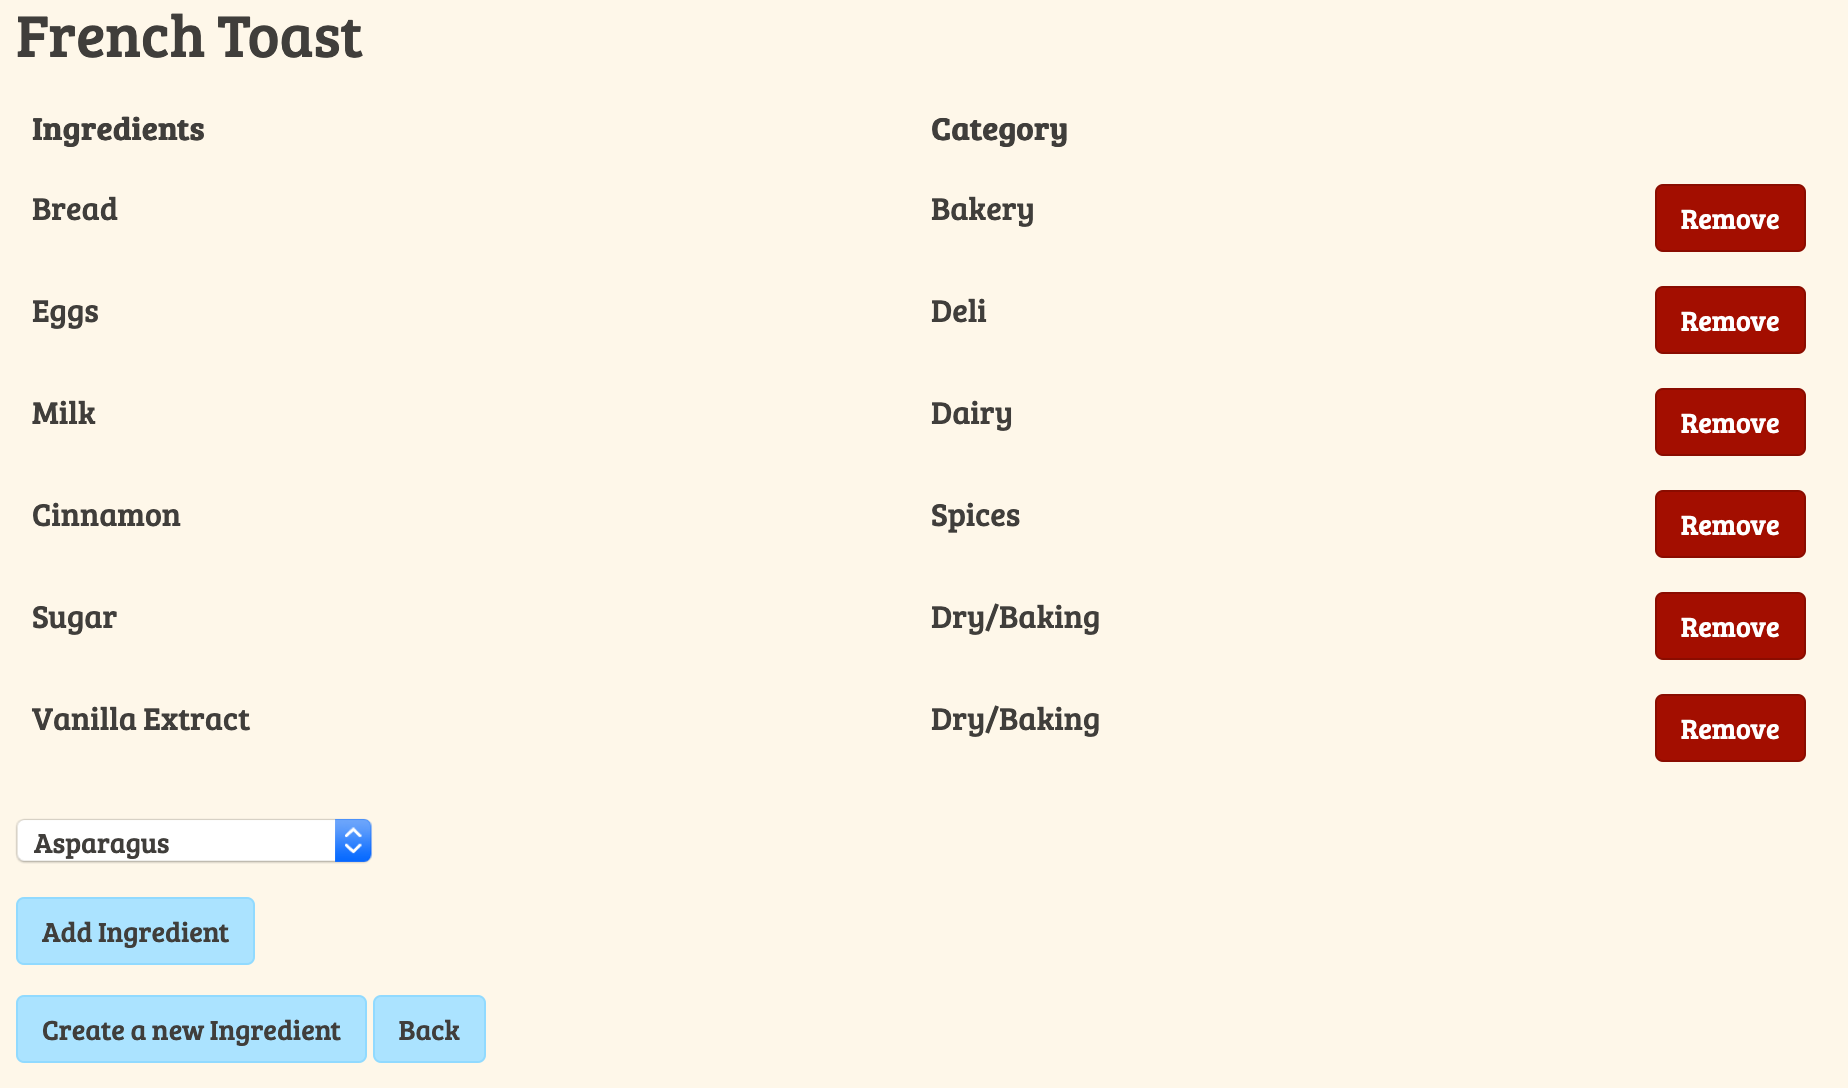 French Toast
Ingredients Category
Bread Bakery Remove
Eggs Deli Remove
Milk Dairy Remove
Cinnamon Spices Remove
Sugar Dry/Baking Remove
Vanilla Extract Dry/Baking Remove
Asparagus
Add Ingredient
Create a new Ingredient Back